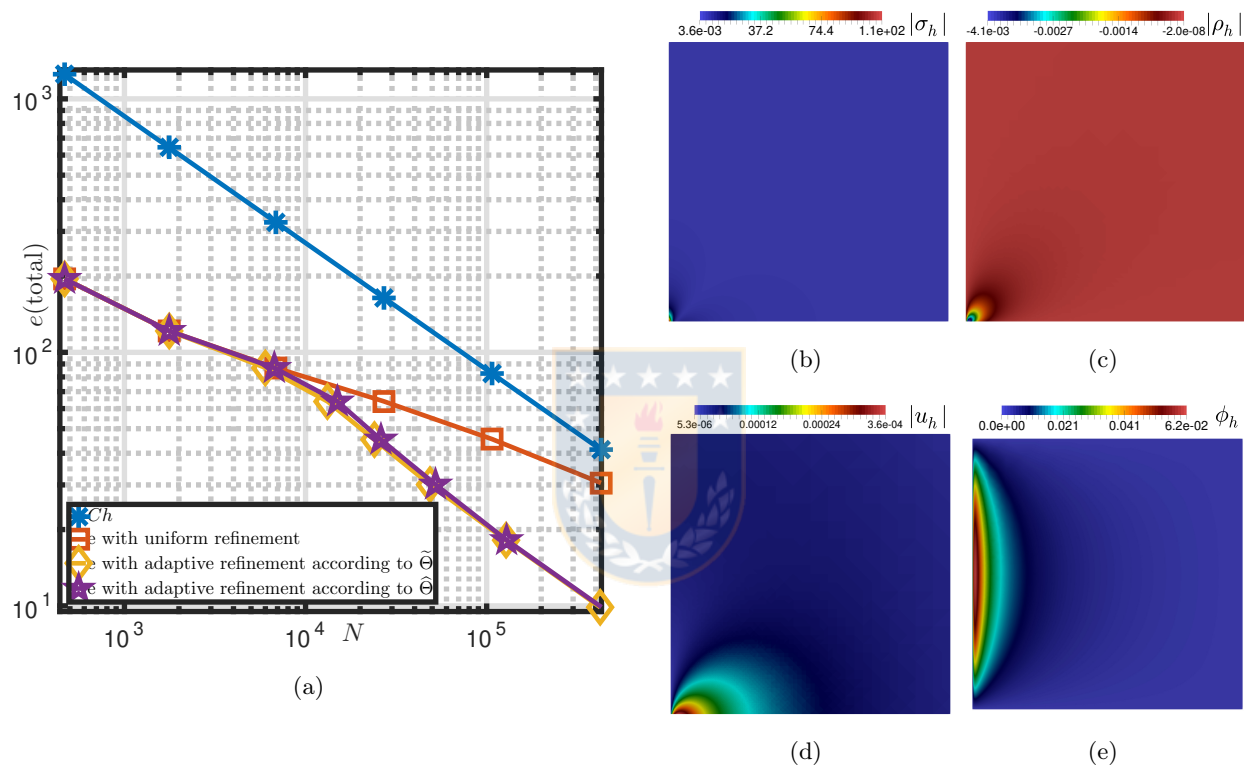 10^3
10^2
10^1
e(total)
10^3
10^4
N
10^5
Ch
e with uniform refinement
e with adaptive refinement according to \widetilde{Θ}
e with adaptive refinement according to \widehat{Θ}
(a)
3.6e-03 37.2 74.4 1.1e+02 |σ_h|
(b)
-4.1e-03 -0.0027 -0.0014 -2.0e-08 |ρ_h|
(c)
5.3e-06 0.00012 0.00024 3.6e-04 |u_h|
(d)
0.0e+00 0.021 0.041 6.2e-02 ϕ_h
(e)